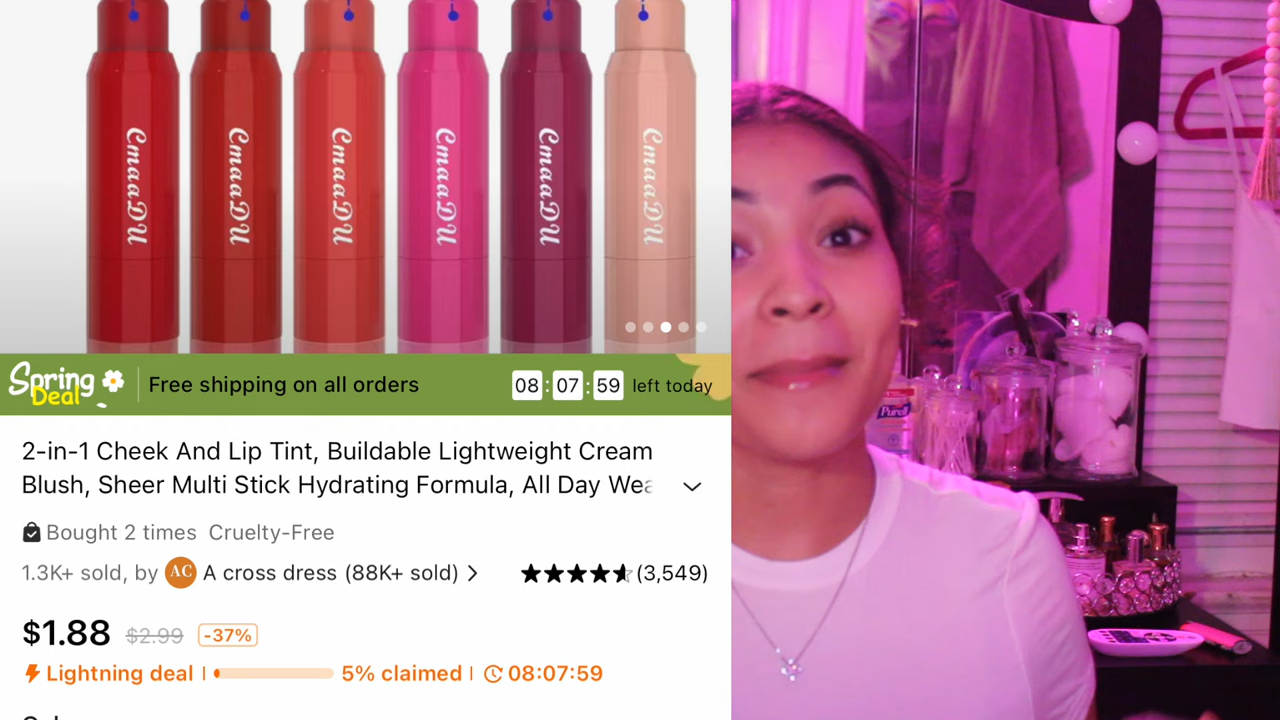 CmaaDU CmaaDU CmaaDU CmaaDU CmaaDU CmaaDU
Spring Deal Free shipping on all orders 08:07:59 left today
2-in-1 Cheek And Lip Tint, Buildable Lightweight Cream
Blush, Sheer Multi Stick Hydrating Formula, All Day Wea
Bought 2 times Cruelty-Free
1.3K+ sold, by AC A cross dress (88K+ sold) > (3,549)
$1.88 $2.99 -37%
Lightning deal | 5% claimed | 08:07:59
Purell